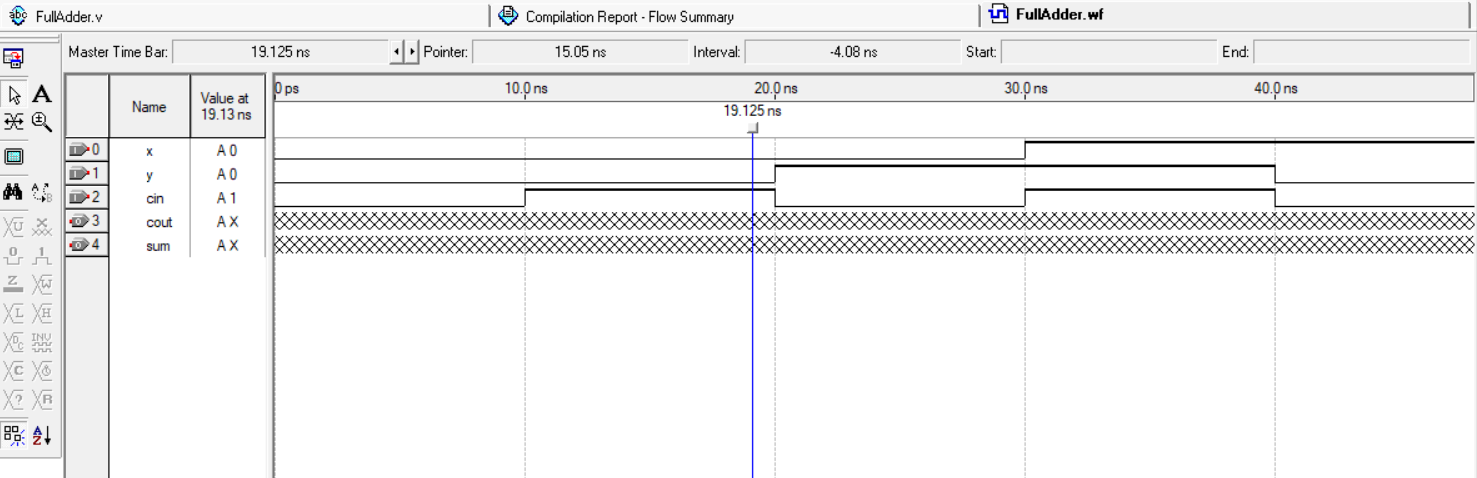 abc FullAdder.v Compilation Report - Flow Summary FullAdder.wf
Master Time Bar: 19.125 ns Pointer: 15.05 ns Interval: -4.08 ns Start: End:
Name Value at 19.13 ns
0 ps 10.0 ns 20.0 ns 30.0 ns 40.0 ns
19.125 ns
0 x A 0
1 y A 0
2 cin A 1
3 cout A X
4 sum A X